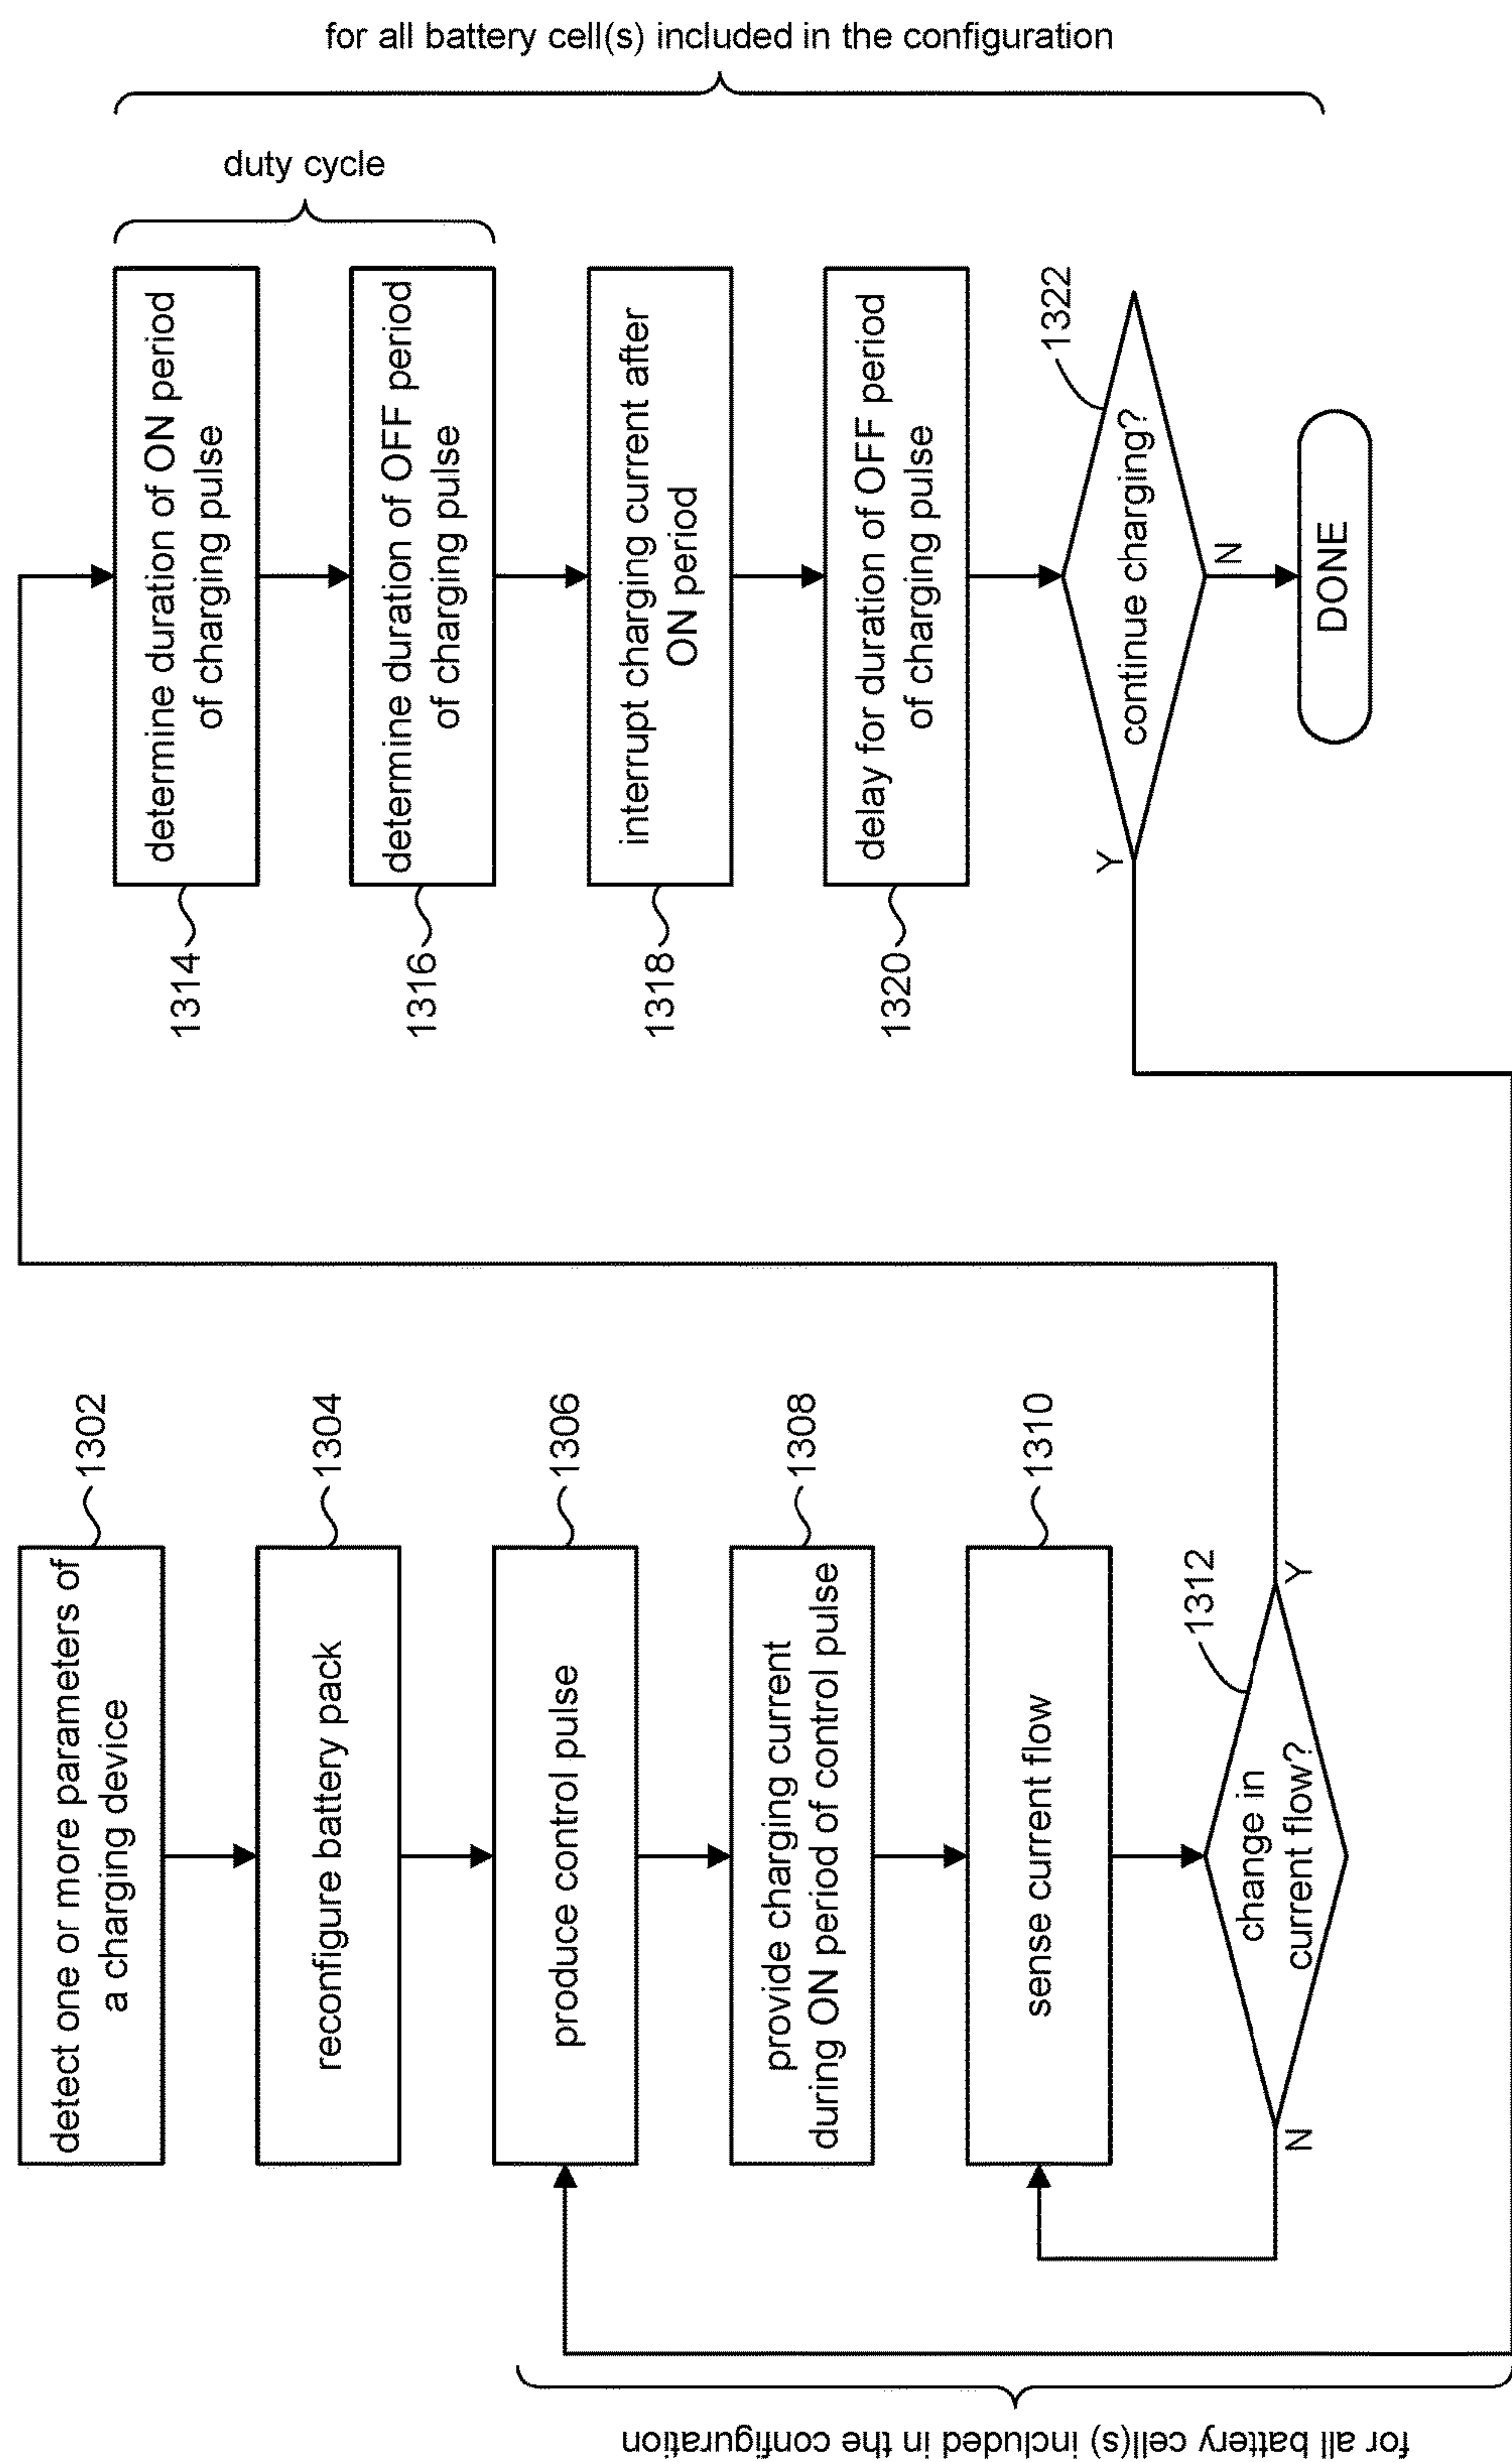 detect one or more parameters of
a charging device
1302
reconfigure battery pack
1304
produce control pulse
1306
provide charging current
during ON period of control pulse
1308
sense current flow
1310
change in
current flow?
1312
N
Y
for all battery cell(s) included in the configuration
determine duration of ON period
of charging pulse
1314
determine duration of OFF period
of charging pulse
1316
duty cycle
interrupt charging current after
ON period
1318
delay for duration of OFF period
of charging pulse
1320
continue charging?
1322
Y
N
DONE
for all battery cell(s) included in the configuration